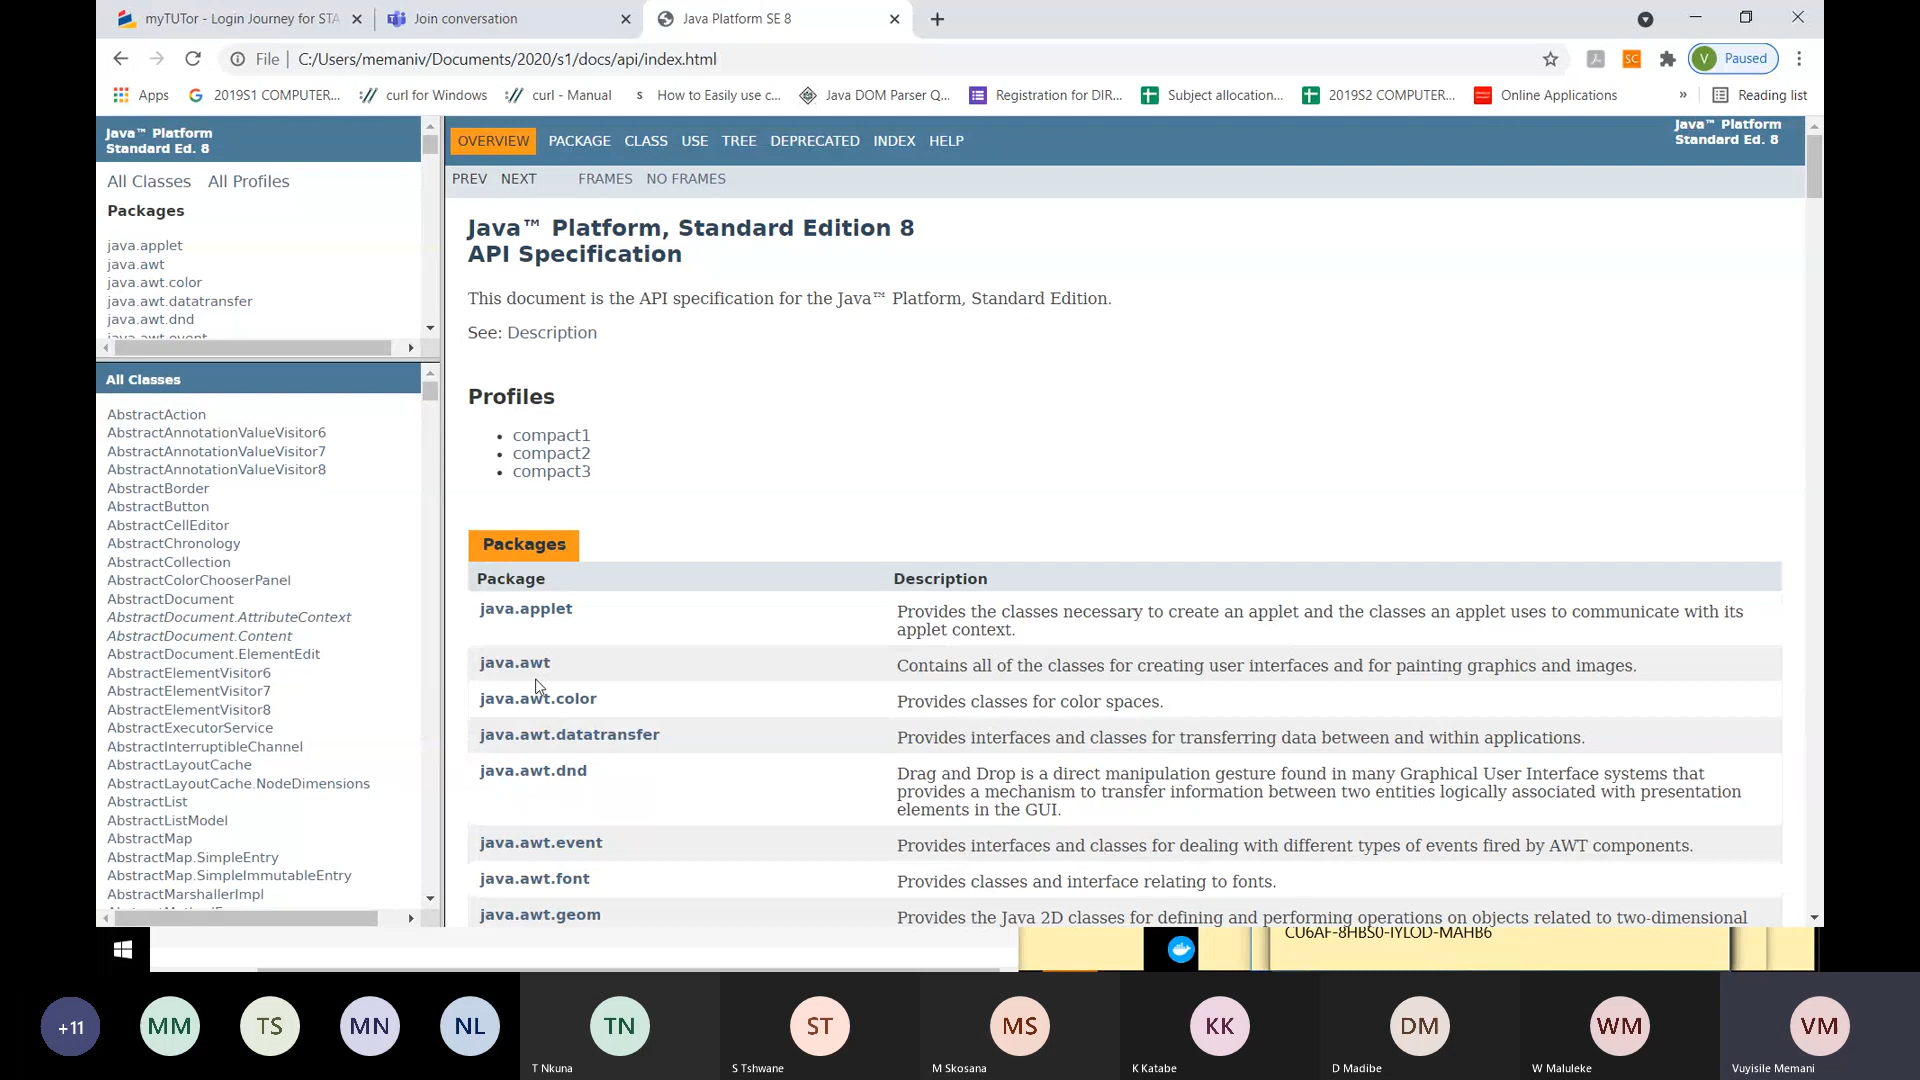 myTUTor - Login Journey for STA
Join conversation
Java Platform SE 8
File
C:/Users/memaniv/Documents/2020/s1/docs/api/index.html
SC
V
Paused
Apps
2019S1 COMPUTER...
curl for Windows
curl - Manual
How to Easily use c...
Java DOM Parser Q...
Registration for DIR...
Subject allocation...
2019S2 COMPUTER...
Online Applications
»
Reading list
Java™ Platform
Standard Ed. 8
All Classes
All Profiles
Packages
java.applet
java.awt
java.awt.color
java.awt.datatransfer
java.awt.dnd
java.awt.event
All Classes
AbstractAction
AbstractAnnotationValueVisitor6
AbstractAnnotationValueVisitor7
AbstractAnnotationValueVisitor8
AbstractBorder
AbstractButton
AbstractCellEditor
AbstractChronology
AbstractCollection
AbstractColorChooserPanel
AbstractDocument
AbstractDocument.AttributeContext
AbstractDocument.Content
AbstractDocument.ElementEdit
AbstractElementVisitor6
AbstractElementVisitor7
AbstractElementVisitor8
AbstractExecutorService
AbstractInterruptibleChannel
AbstractLayoutCache
AbstractLayoutCache.NodeDimensions
AbstractList
AbstractListModel
AbstractMap
AbstractMap.SimpleEntry
AbstractMap.SimpleImmutableEntry
AbstractMarshallerImpl
OVERVIEW PACKAGE CLASS USE TREE DEPRECATED INDEX HELP
Java™ Platform
Standard Ed. 8
PREV NEXT FRAMES NO FRAMES
Java™ Platform, Standard Edition 8
API Specification
This document is the API specification for the Java™ Platform, Standard Edition.
See: Description
Profiles
• compact1
• compact2
• compact3
Packages
Package Description
java.applet Provides the classes necessary to create an applet and the classes an applet uses to communicate with its
applet context.
java.awt Contains all of the classes for creating user interfaces and for painting graphics and images.
java.awt.color Provides classes for color spaces.
java.awt.datatransfer Provides interfaces and classes for transferring data between and within applications.
java.awt.dnd Drag and Drop is a direct manipulation gesture found in many Graphical User Interface systems that
provides a mechanism to transfer information between two entities logically associated with presentation
elements in the GUI.
java.awt.event Provides interfaces and classes for dealing with different types of events fired by AWT components.
java.awt.font Provides classes and interface relating to fonts.
java.awt.geom Provides the Java 2D classes for defining and performing operations on objects related to two-dimensional
+11
MM
TS
MN
NL
TN
ST
MS
KK
DM
WM
VM
T Nkuna
S Tshwane
M Skosana
K Katabe
D Madibe
W Maluleke
Vuyisile Memani